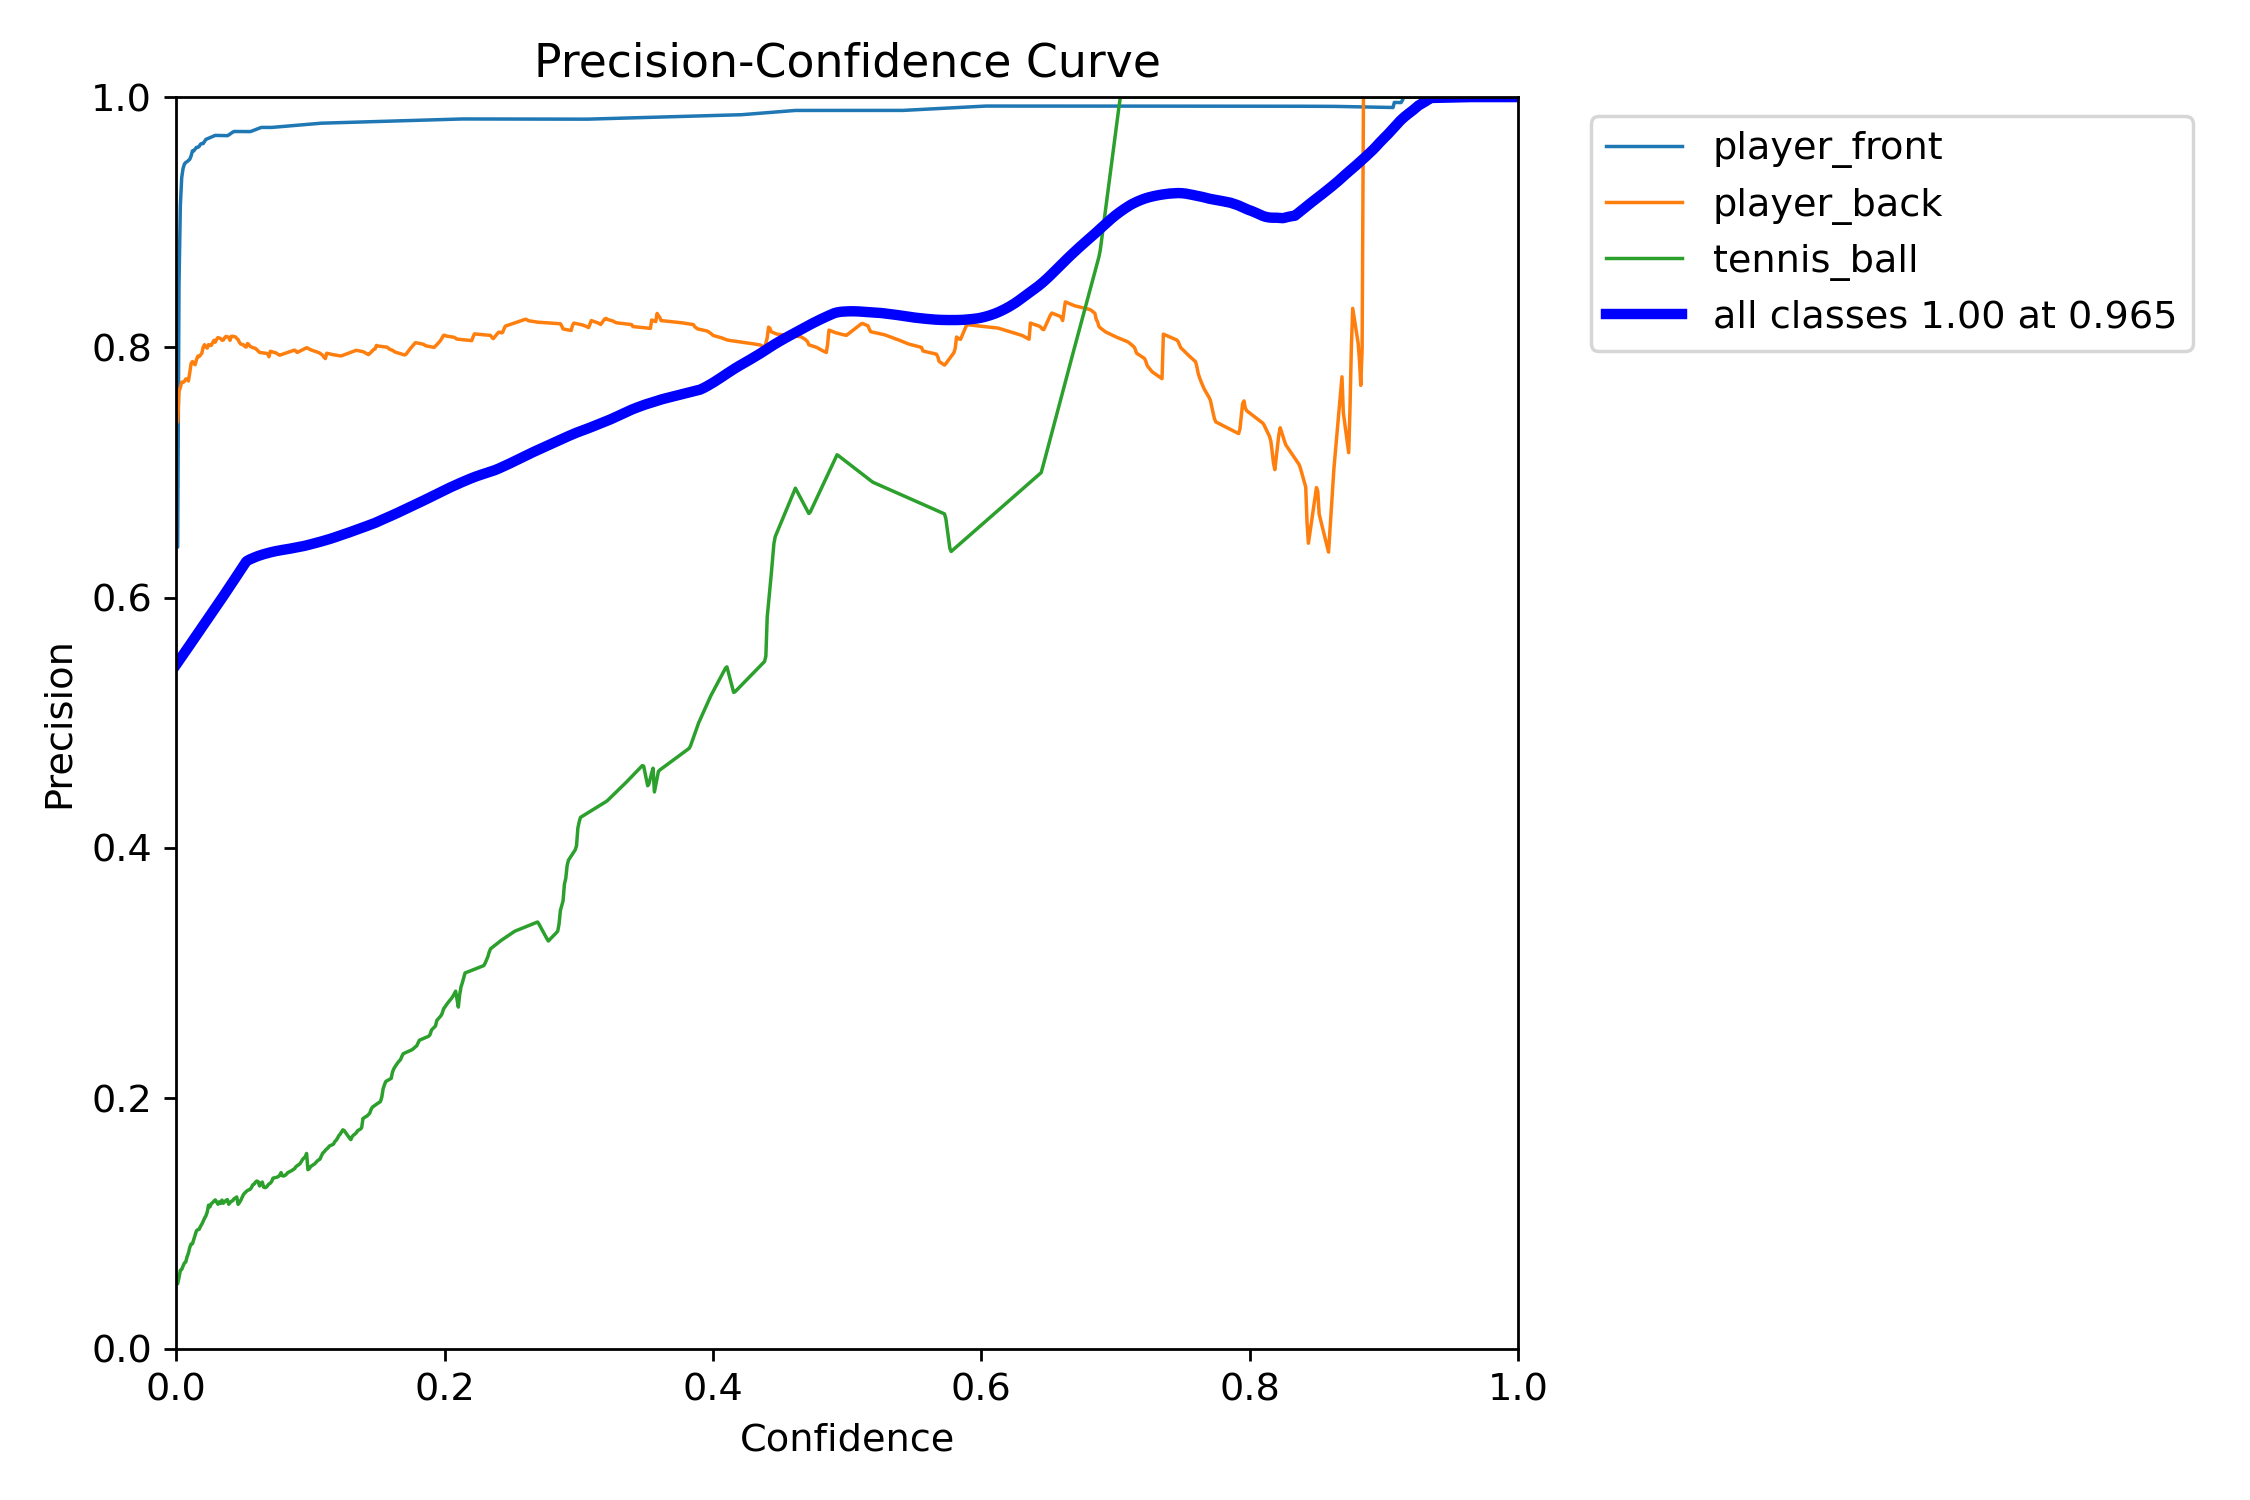 Precision-Confidence Curve
1.0
0.8
0.6
0.4
0.2
0.0
Precision
0.0 0.2 0.4 0.6 0.8 1.0
Confidence
player_front
player_back
tennis_ball
all classes 1.00 at 0.965